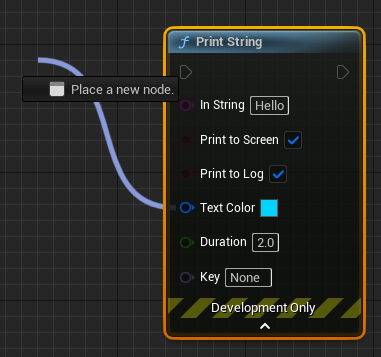 Print String
Place a new node.
In String Hello
Print to Screen
Print to Log
Text Color
Duration 2.0
Key None
Development Only